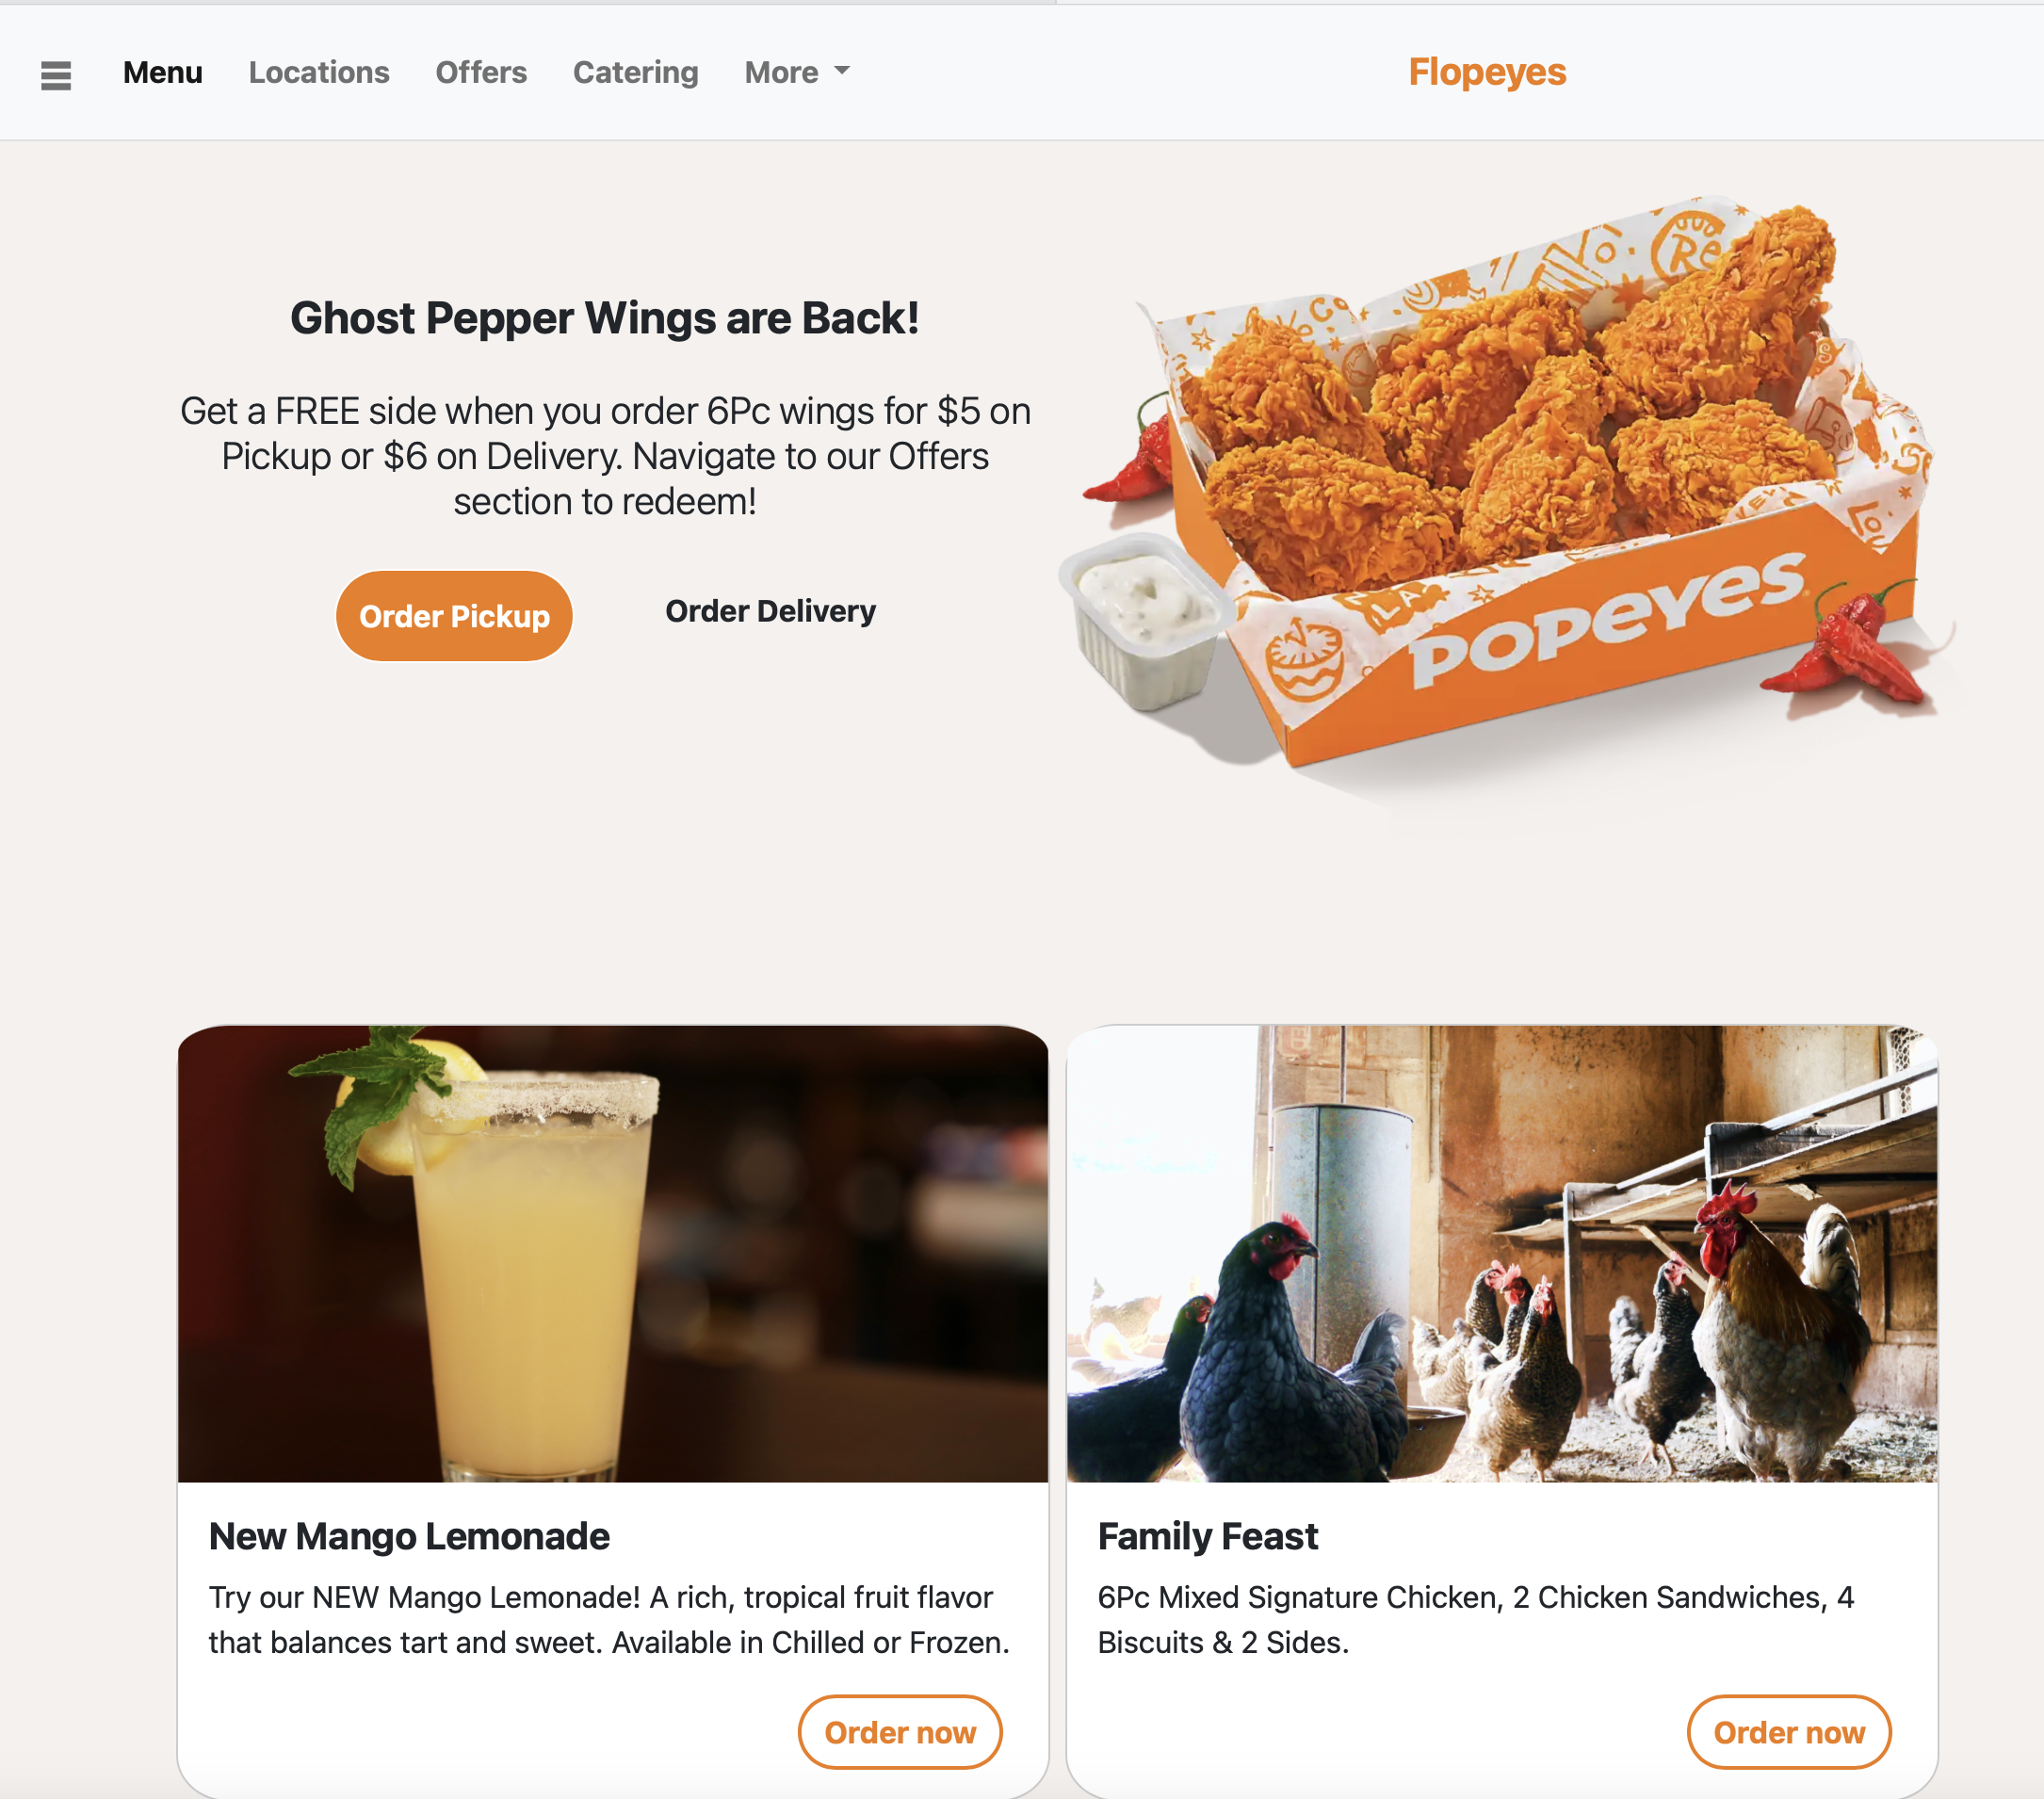 Menu Locations Offers Catering More
Flopeyes
Ghost Pepper Wings are Back!
Get a FREE side when you order 6Pc wings for $5 on
Pickup or $6 on Delivery. Navigate to our Offers
section to redeem!
Order Pickup
Order Delivery
POPEYES
New Mango Lemonade
Try our NEW Mango Lemonade! A rich, tropical fruit flavor
that balances tart and sweet. Available in Chilled or Frozen.
Order now
Family Feast
6Pc Mixed Signature Chicken, 2 Chicken Sandwiches, 4
Biscuits & 2 Sides.
Order now